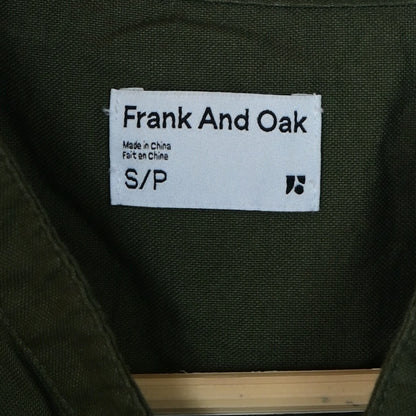 Frank And Oak
Made in China
Fait en Chine
S/P